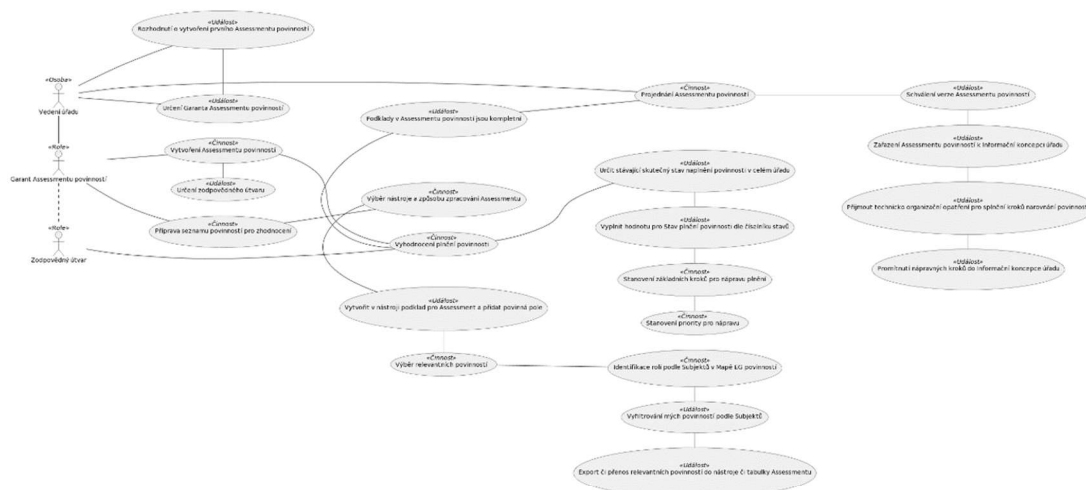 «Událost»
Rozhodnutí o vytvoření prvního Assessmentu povinností
«Osoba»
Vedení úřadu
«Událost»
Určení Garanta Assessmentu povinností
«Role»
Garant Assessmentu povinností
«Činnost»
Vytvoření Assessmentu povinností
«Událost»
Určení zodpovědného útvaru
«Činnost»
Příprava seznamu povinností pro zhodnocení
«Role»
Zodpovědný útvar
«Událost»
Podklady v Assessmentu povinností jsou kompletní
«Činnost»
Výběr nástroje a způsobu zpracování Assessmentu
«Činnost»
Vyhodnocení plnění povinností
«Událost»
Vytvořit v nástroji podklad pro Assessment a přidat povinná pole
«Činnost»
Výběr relevantních povinností
«Činnost»
Projednání Assessmentu povinností
«Událost»
Určit stávající skutečný stav naplnění povinností v celém úřadu
«Událost»
Vyplnit hodnotu pro Stav plnění povinnosti dle číselníku stavů
«Činnost»
Stanovení základních kroků pro nápravu plnění
«Činnost»
Stanovení priority pro nápravu
«Činnost»
Identifikace rolí podle Subjektů v Mapě EG povinností
«Událost»
Vyfiltrování mých povinností podle Subjektů
«Událost»
Export či přenos relevantních povinností do nástroje či tabulky Assessmentu
«Událost»
Schválení verze Assessmentu povinností
«Událost»
Zařazení Assessmentu povinností k Informační koncepci úřadu
«Událost»
Přijmout technicko organizační opatření pro splnění kroků narovnání povinností
«Událost»
Promítnutí nápravných kroků do Informační koncepce úřadu